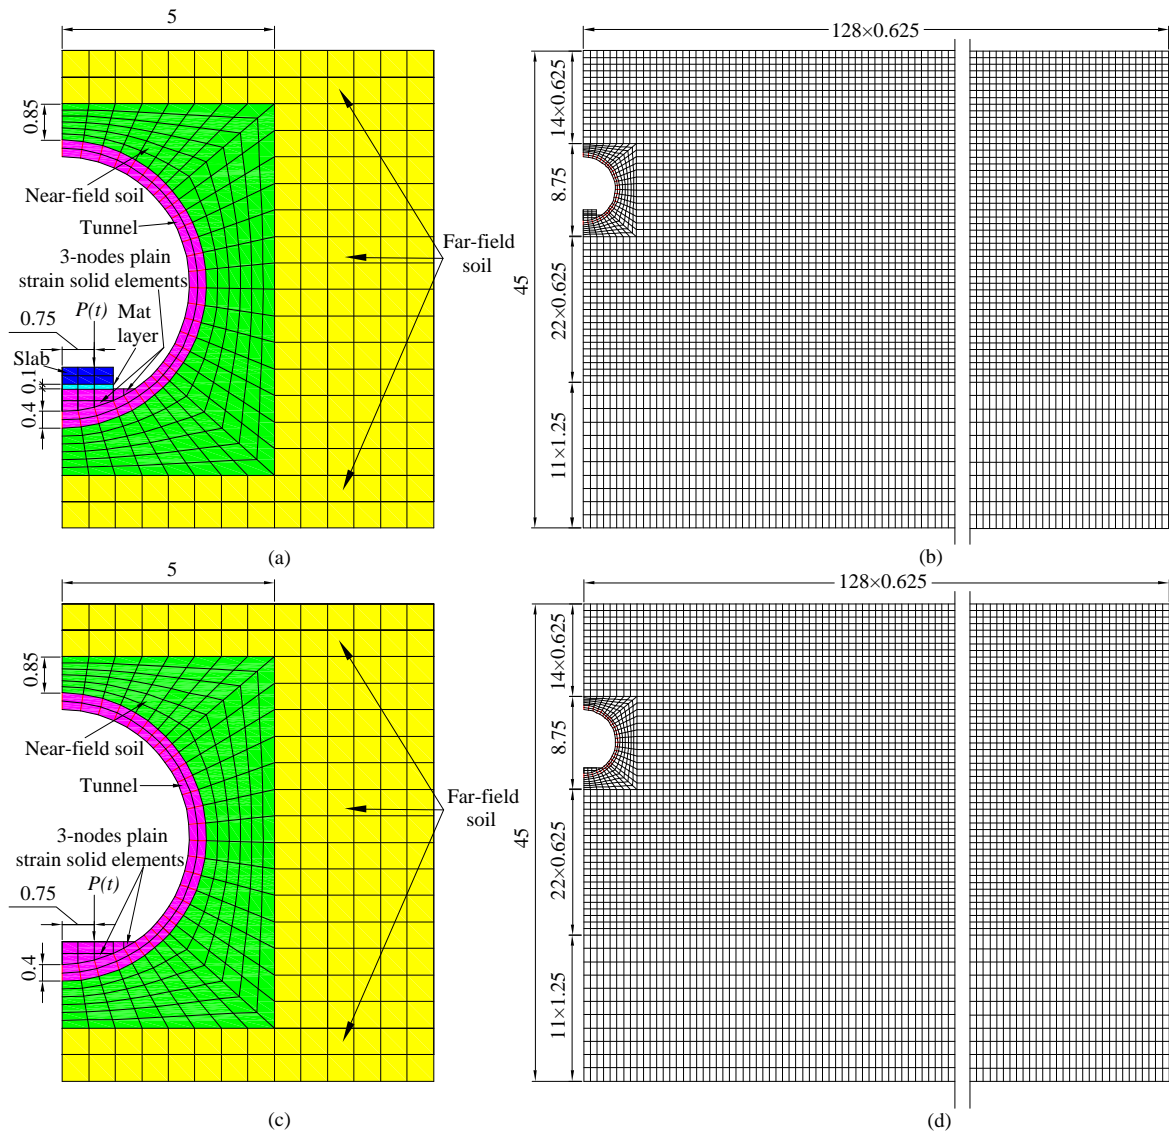 5
0.85
Near-field soil
Tunnel
3-nodes plain
strain solid elements
P(t)
Mat
layer
0.75
Slab
0.1
0.4
Far-field
soil
(a)
128×0.625
14×0.625
8.75
45
22×0.625
11×1.25
(b)
5
0.85
Near-field soil
Tunnel
3-nodes plain
strain solid elements
P(t)
0.75
0.4
Far-field
soil
(c)
128×0.625
14×0.625
8.75
45
22×0.625
11×1.25
(d)